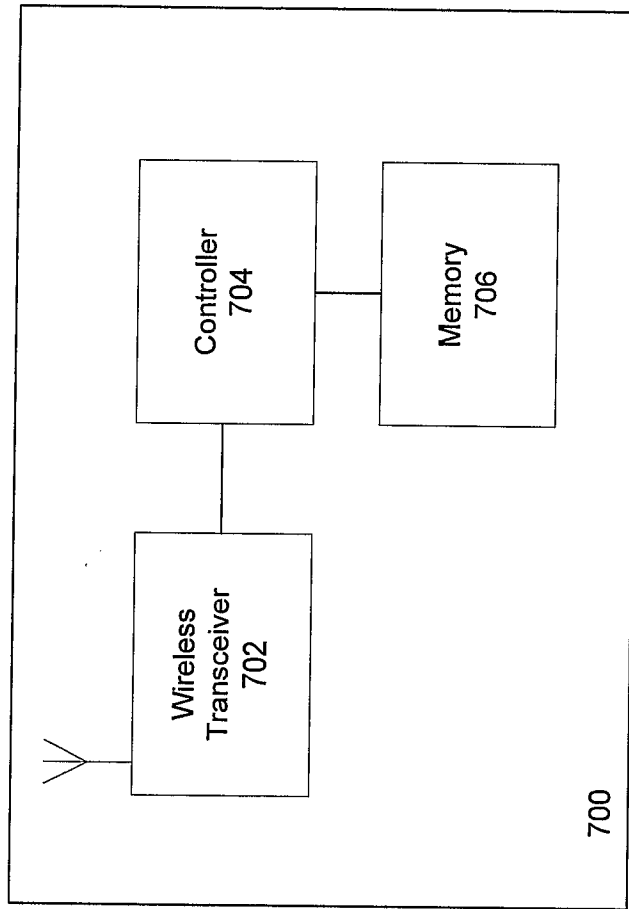 Wireless
Transceiver
702
Controller
704
Memory
706
700